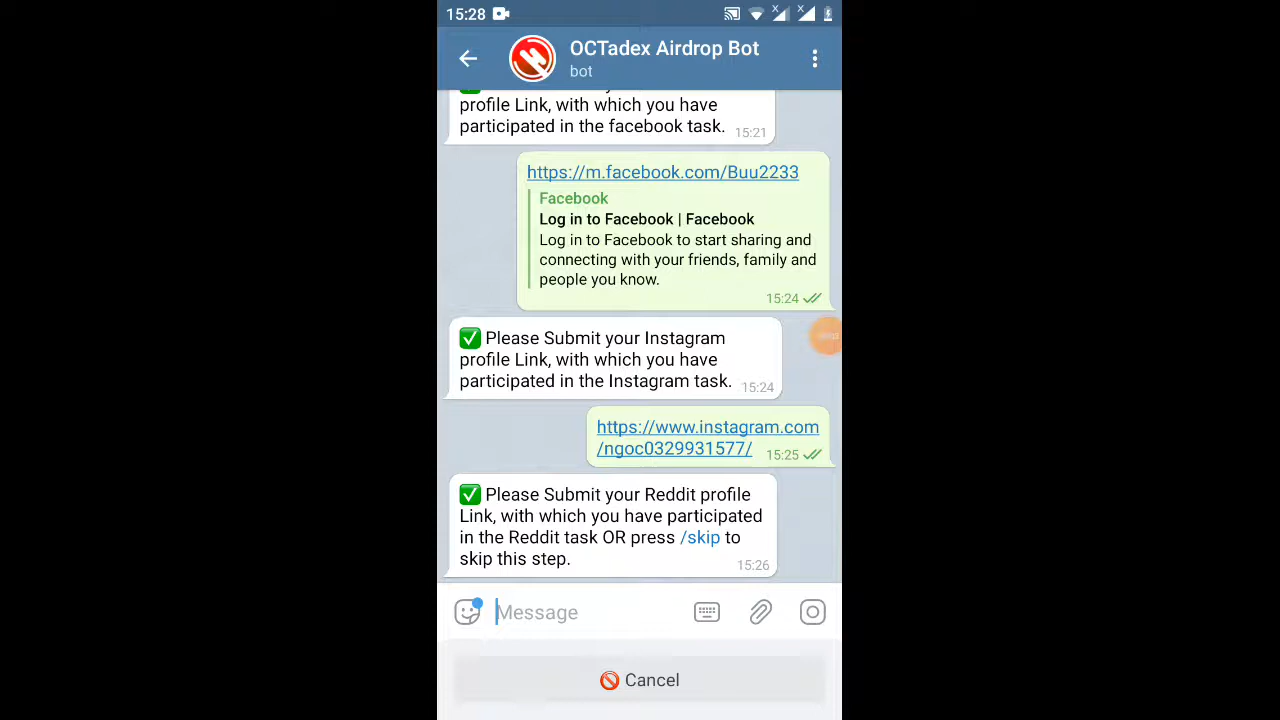 15:28
OCTadex Airdrop Bot
bot
profile Link, with which you have
participated in the facebook task. 15:21
https://m.facebook.com/Buu2233
Facebook
Log in to Facebook | Facebook
Log in to Facebook to start sharing and
connecting with your friends, family and
people you know.
15:24
Please Submit your Instagram
profile Link, with which you have
participated in the Instagram task. 15:24
https://www.instagram.com
/ngoc0329931577/ 15:25
Please Submit your Reddit profile
Link, with which you have participated
in the Reddit task OR press /skip to
skip this step. 15:26
Message
Cancel